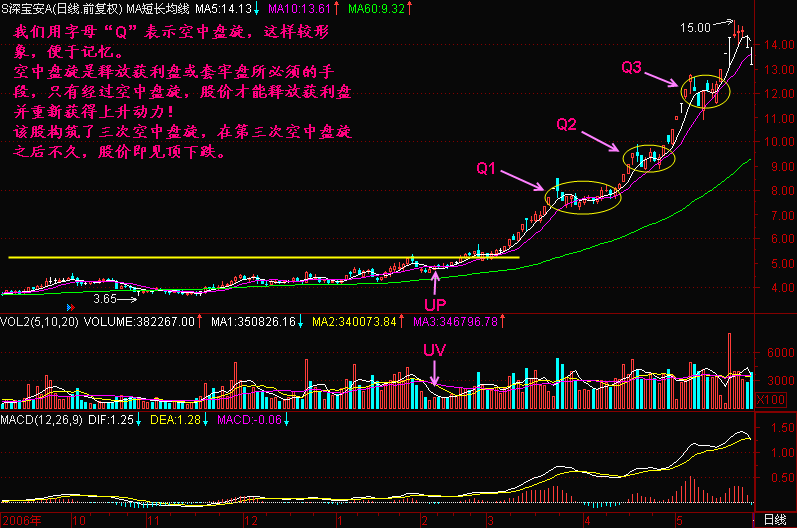 S深宝安A(日线.前复权) MA短长均线 MA5:14.13↓ MA10:13.61↑ MA60:9.32↑
我们用字母“Q”表示空中盘旋，这样较形
象，便于记忆。
空中盘旋是释放获利盘或套牢盘所必须的手
段，只有经过空中盘旋，股价才能释放获利盘
并重新获得上升动力！
该股构筑了三次空中盘旋，在第三次空中盘旋
之后不久，股价即见顶下跌。
15.00
Q3
Q2
Q1
14.00
13.00
12.00
11.00
10.00
9.00
8.00
7.00
6.00
5.00
4.00
3.65
UP
VOL2(5,10,20) VOLUME:382267.00↑ MA1:350826.16↓ MA2:340073.84↑ MA3:346796.78↑
UV
6000
3000
X100
MACD(12,26,9) DIF:1.25↓ DEA:1.28↓ MACD:-0.06↓
1.50
1.00
0.50
2006年 10 11 12 1 2 3 4 5 日线